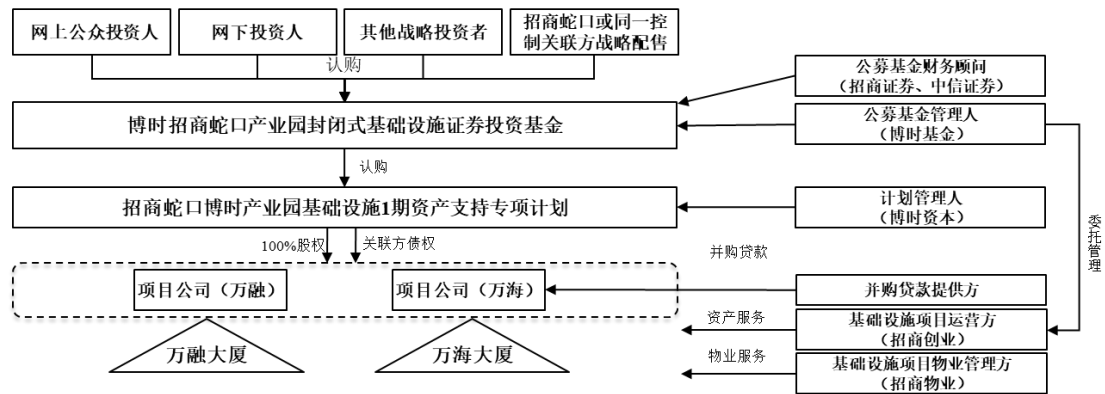 网上公众投资人
网下投资人
其他战略投资者
招商蛇口或同一控
制关联方战略配售
认购
公募基金财务顾问
（招商证券、中信证券）
博时招商蛇口产业园封闭式基础设施证券投资基金
公募基金管理人
（博时基金）
认购
招商蛇口博时产业园基础设施1期资产支持专项计划
计划管理人
（博时资本）
委托管理
100%股权
关联方债权
并购贷款
项目公司（万融）
项目公司（万海）
并购贷款提供方
资产服务
基础设施项目运营方
（招商创业）
万融大厦
万海大厦
物业服务
基础设施项目物业管理方
（招商物业）